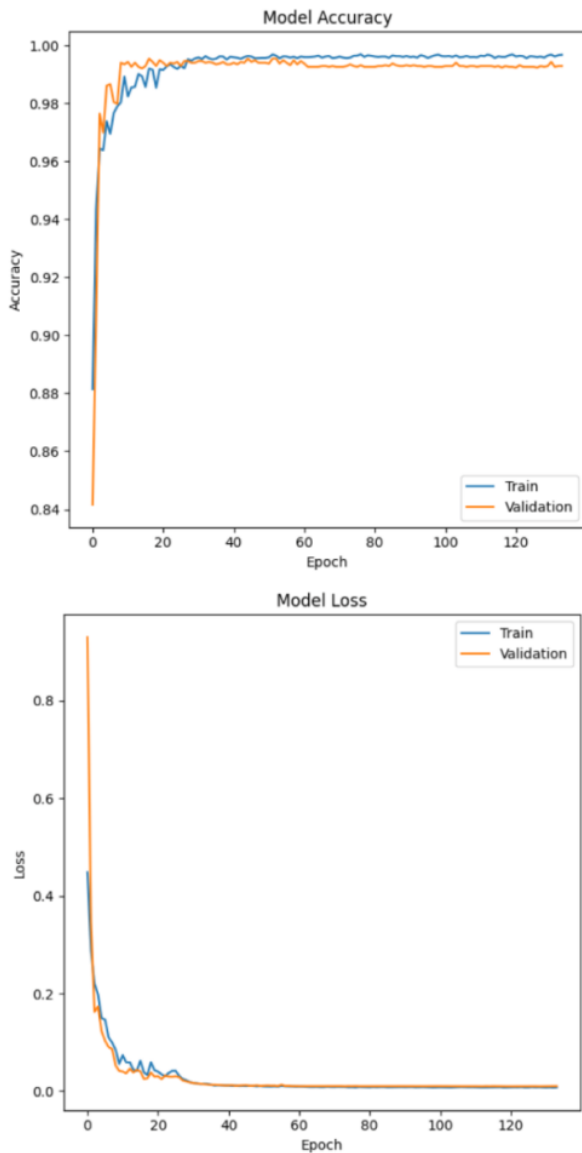 Model Accuracy
1.00
0.98
0.96
0.94
0.92
0.90
0.88
0.86
0.84
Accuracy
Train
Validation
0 20 40 60 80 100 120
Epoch
Model Loss
Train
Validation
0.8
0.6
0.4
0.2
0.0
Loss
0 20 40 60 80 100 120
Epoch